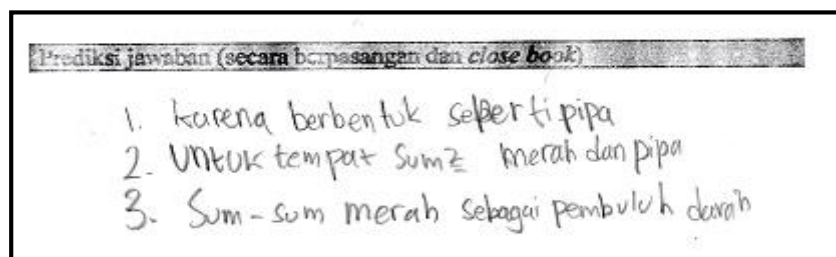 Prediksi jawaban (secara berpasangan dan close book)
1. karena berbentuk seperti pipa
2. Untuk tempat Sum2 merah dan pipa
3. Sum-sum merah sebagai pembuluh darah